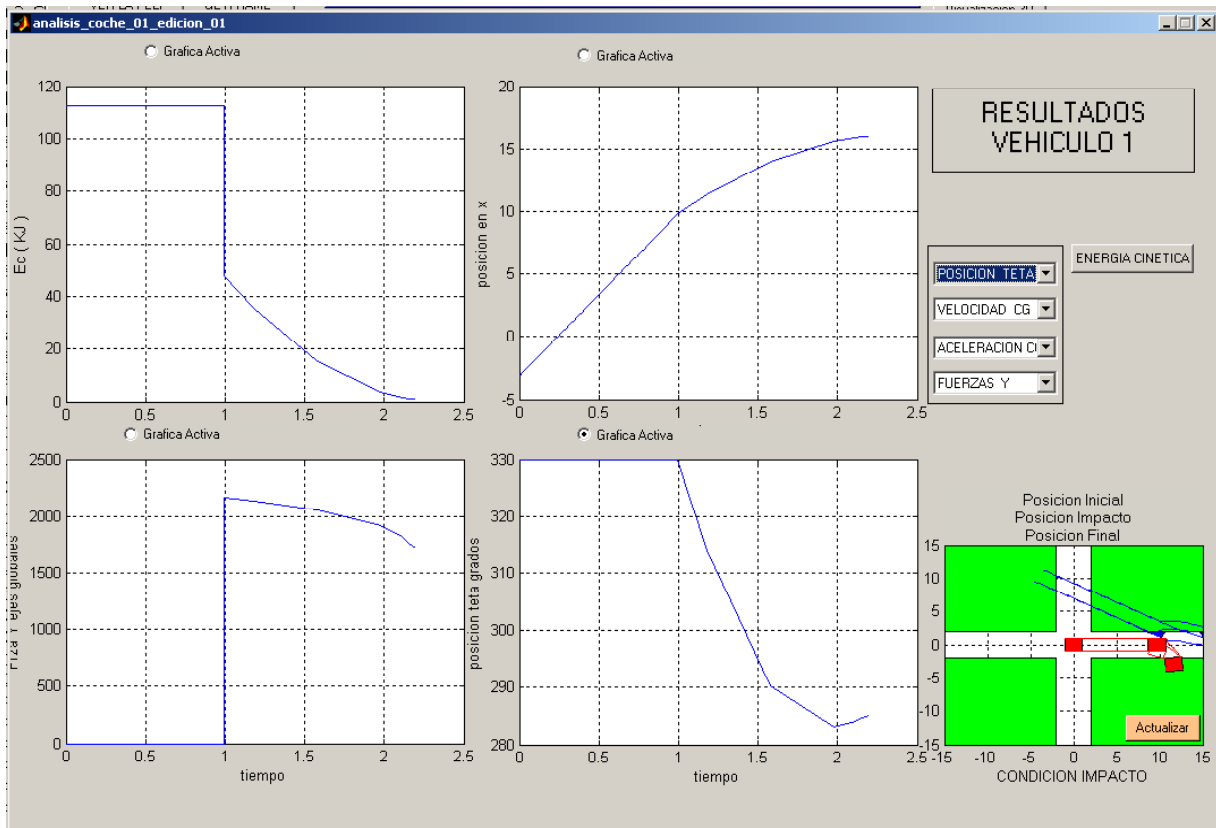 analisis_coche_01_edicion_01
Grafica Activa
Grafica Activa
120
100
80
60
40
20
0
Ec ( KJ )
0 0.5 1 1.5 2 2.5
20
15
10
5
0
-5
posicion en x
0 0.5 1 1.5 2 2.5
RESULTADOS
VEHICULO 1
POSICION TETA
VELOCIDAD CG
ACELERACION C
FUERZAS Y
ENERGIA CINETICA
Grafica Activa
Grafica Activa
2500
2000
1500
1000
500
0
Y ejes globales
0 0.5 1 1.5 2 2.5
tiempo
330
320
310
300
290
280
posicion teta grados
0 0.5 1 1.5 2 2.5
tiempo
Posicion Inicial
Posicion Impacto
Posicion Final
15
10
5
0
-5
-10
-15
Actualizar
-15 -10 -5 0 5 10 15
CONDICION IMPACTO